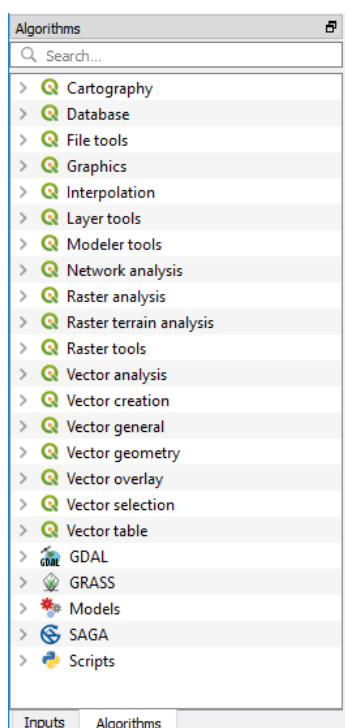 Algorithms
Search...
Cartography
Database
File tools
Graphics
Interpolation
Layer tools
Modeler tools
Network analysis
Raster analysis
Raster terrain analysis
Raster tools
Vector analysis
Vector creation
Vector general
Vector geometry
Vector overlay
Vector selection
Vector table
GDAL GDAL
GRASS
Models
SAGA
Scripts
Inputs Algorithms